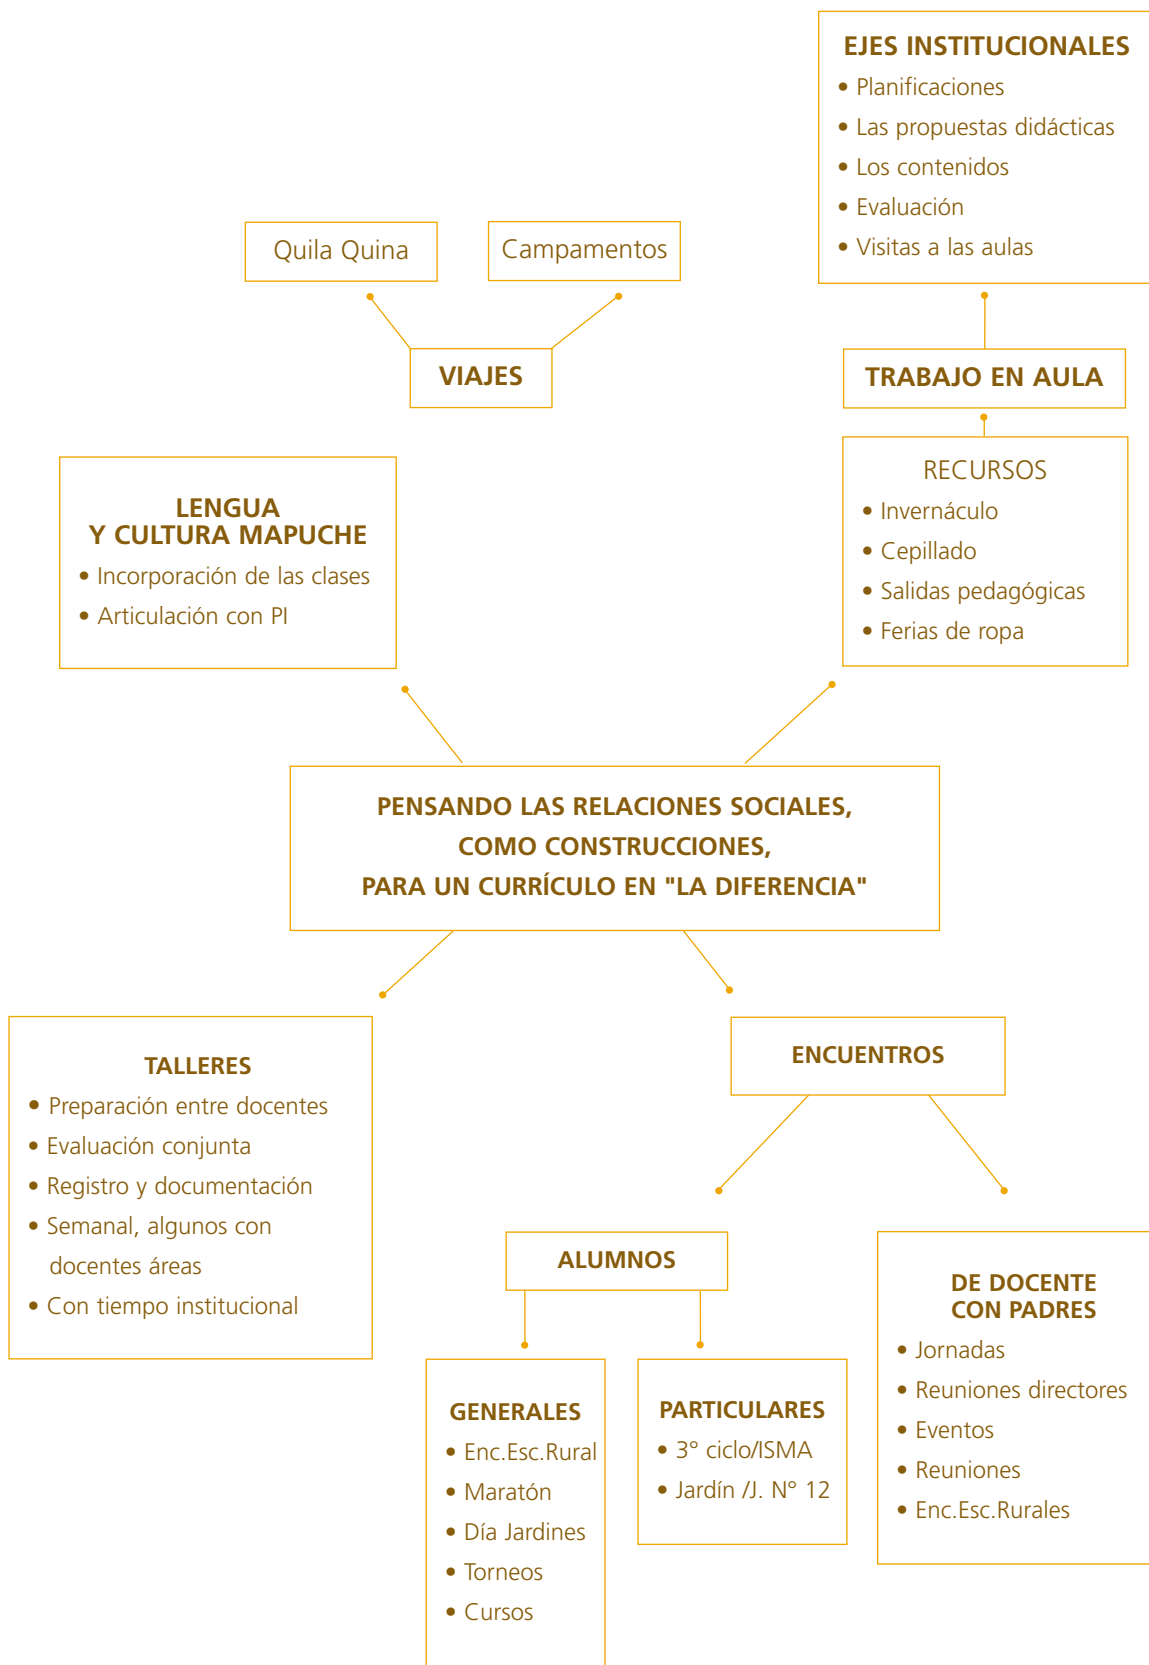 EJES INSTITUCIONALES
• Planificaciones
• Las propuestas didácticas
• Los contenidos
• Evaluación
• Visitas a las aulas
Quila Quina
Campamentos
VIAJES
TRABAJO EN AULA
LENGUA
Y CULTURA MAPUCHE
• Incorporación de las clases
• Articulación con PI
RECURSOS
• Invernáculo
• Cepillado
• Salidas pedagógicas
• Ferias de ropa
PENSANDO LAS RELACIONES SOCIALES,
COMO CONSTRUCCIONES,
PARA UN CURRÍCULO EN "LA DIFERENCIA"
TALLERES
• Preparación entre docentes
• Evaluación conjunta
• Registro y documentación
• Semanal, algunos con
docentes áreas
• Con tiempo institucional
ENCUENTROS
ALUMNOS
GENERALES
• Enc.Esc.Rural
• Maratón
• Día Jardines
• Torneos
• Cursos
PARTICULARES
• 3° ciclo/ISMA
• Jardín /J. N° 12
DE DOCENTE
CON PADRES
• Jornadas
• Reuniones directores
• Eventos
• Reuniones
• Enc.Esc.Rurales